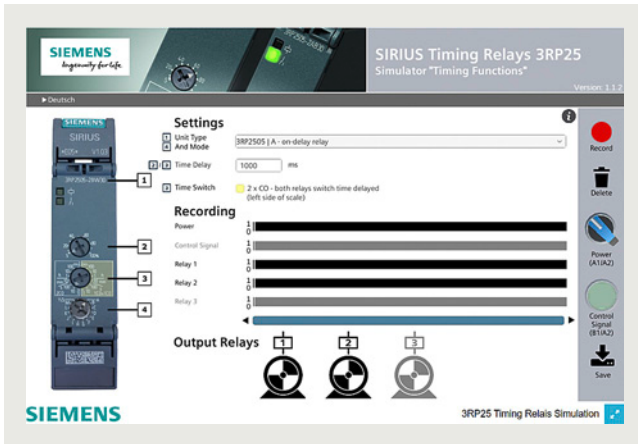 SIEMENS
Ingenuity for life
SIRIUS Timing Relays 3RP25
Simulator "Timing Functions"
Version: 1.1.2
Deutsch
SIEMENS
SIRIUS
3RP2505-2BW30
1
2
3
4
Settings
1 Unit Type
4 And Mode
3RP2505 | A - on-delay relay
2 - 3 Time Delay
1000 ms
3 Time Switch
2 x CO - both relays switch time delayed
(left side of scale)
Recording
Power 1
0
Control Signal 1
0
Relay 1 1
0
Relay 2 1
0
Relay 3 1
0
Output Relays 1 2 3
i
Record
Delete
Power
(A1/A2)
Control
Signal
(B1/A2)
Save
SIEMENS
3RP25 Timing Relais Simulation